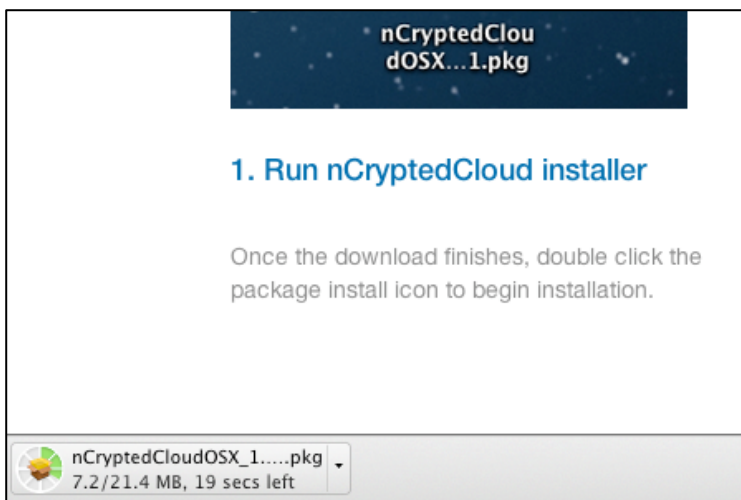 nCryptedClou
dOSX...1.pkg
1. Run nCryptedCloud installer
Once the download finishes, double click the
package install icon to begin installation.
nCryptedCloudOSX_1.....pkg
7.2/21.4 MB, 19 secs left